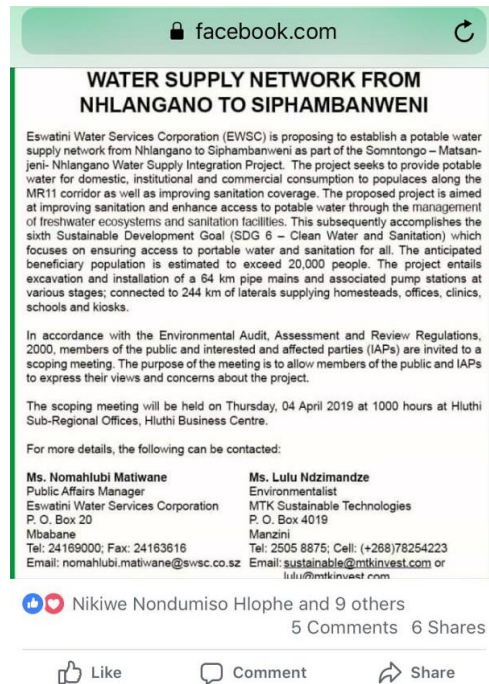 facebook.com
WATER SUPPLY NETWORK FROM
NHLANGANO TO SIPHAMBANWENI
Eswatini Water Services Corporation (EWSC) is proposing to establish a potable water
supply network from Nhlangano to Siphambanweni as part of the Somntongo – Matsan-
jeni- Nhlangano Water Supply Integration Project. The project seeks to provide potable
water for domestic, institutional and commercial consumption to populaces along the
MR11 corridor as well as improving sanitation coverage. The proposed project is aimed
at improving sanitation and enhance access to potable water through the management
of freshwater ecosystems and sanitation facilities. This subsequently accomplishes the
sixth Sustainable Development Goal (SDG 6 – Clean Water and Sanitation) which
focuses on ensuring access to portable water and sanitation for all. The anticipated
beneficiary population is estimated to exceed 20,000 people. The project entails
excavation and installation of a 64 km pipe mains and associated pump stations at
various stages; connected to 244 km of laterals supplying homesteads, offices, clinics,
schools and kiosks.
In accordance with the Environmental Audit, Assessment and Review Regulations,
2000, members of the public and interested and affected parties (IAPs) are invited to a
scoping meeting. The purpose of the meeting is to allow members of the public and IAPs
to express their views and concerns about the project.
The scoping meeting will be held on Thursday, 04 April 2019 at 1000 hours at Hluthi
Sub-Regional Offices, Hluthi Business Centre.
For more details, the following can be contacted:
Ms. Nomahlubi Matiwane
Public Affairs Manager
Eswatini Water Services Corporation
P. O. Box 20
Mbabane
Tel: 24169000; Fax: 24163616
Email: nomahlubi.matiwane@swsc.co.sz
Ms. Lulu Ndzimandze
Environmentalist
MTK Sustainable Technologies
P. O. Box 4019
Manzini
Tel: 2505 8875; Cell: (+268)78254223
Email: sustainable@mtkinvest.com or
lulu@mtkinvest.com
Nikiwe Nondumiso Hlophe and 9 others
5 Comments 6 Shares
Like Comment Share